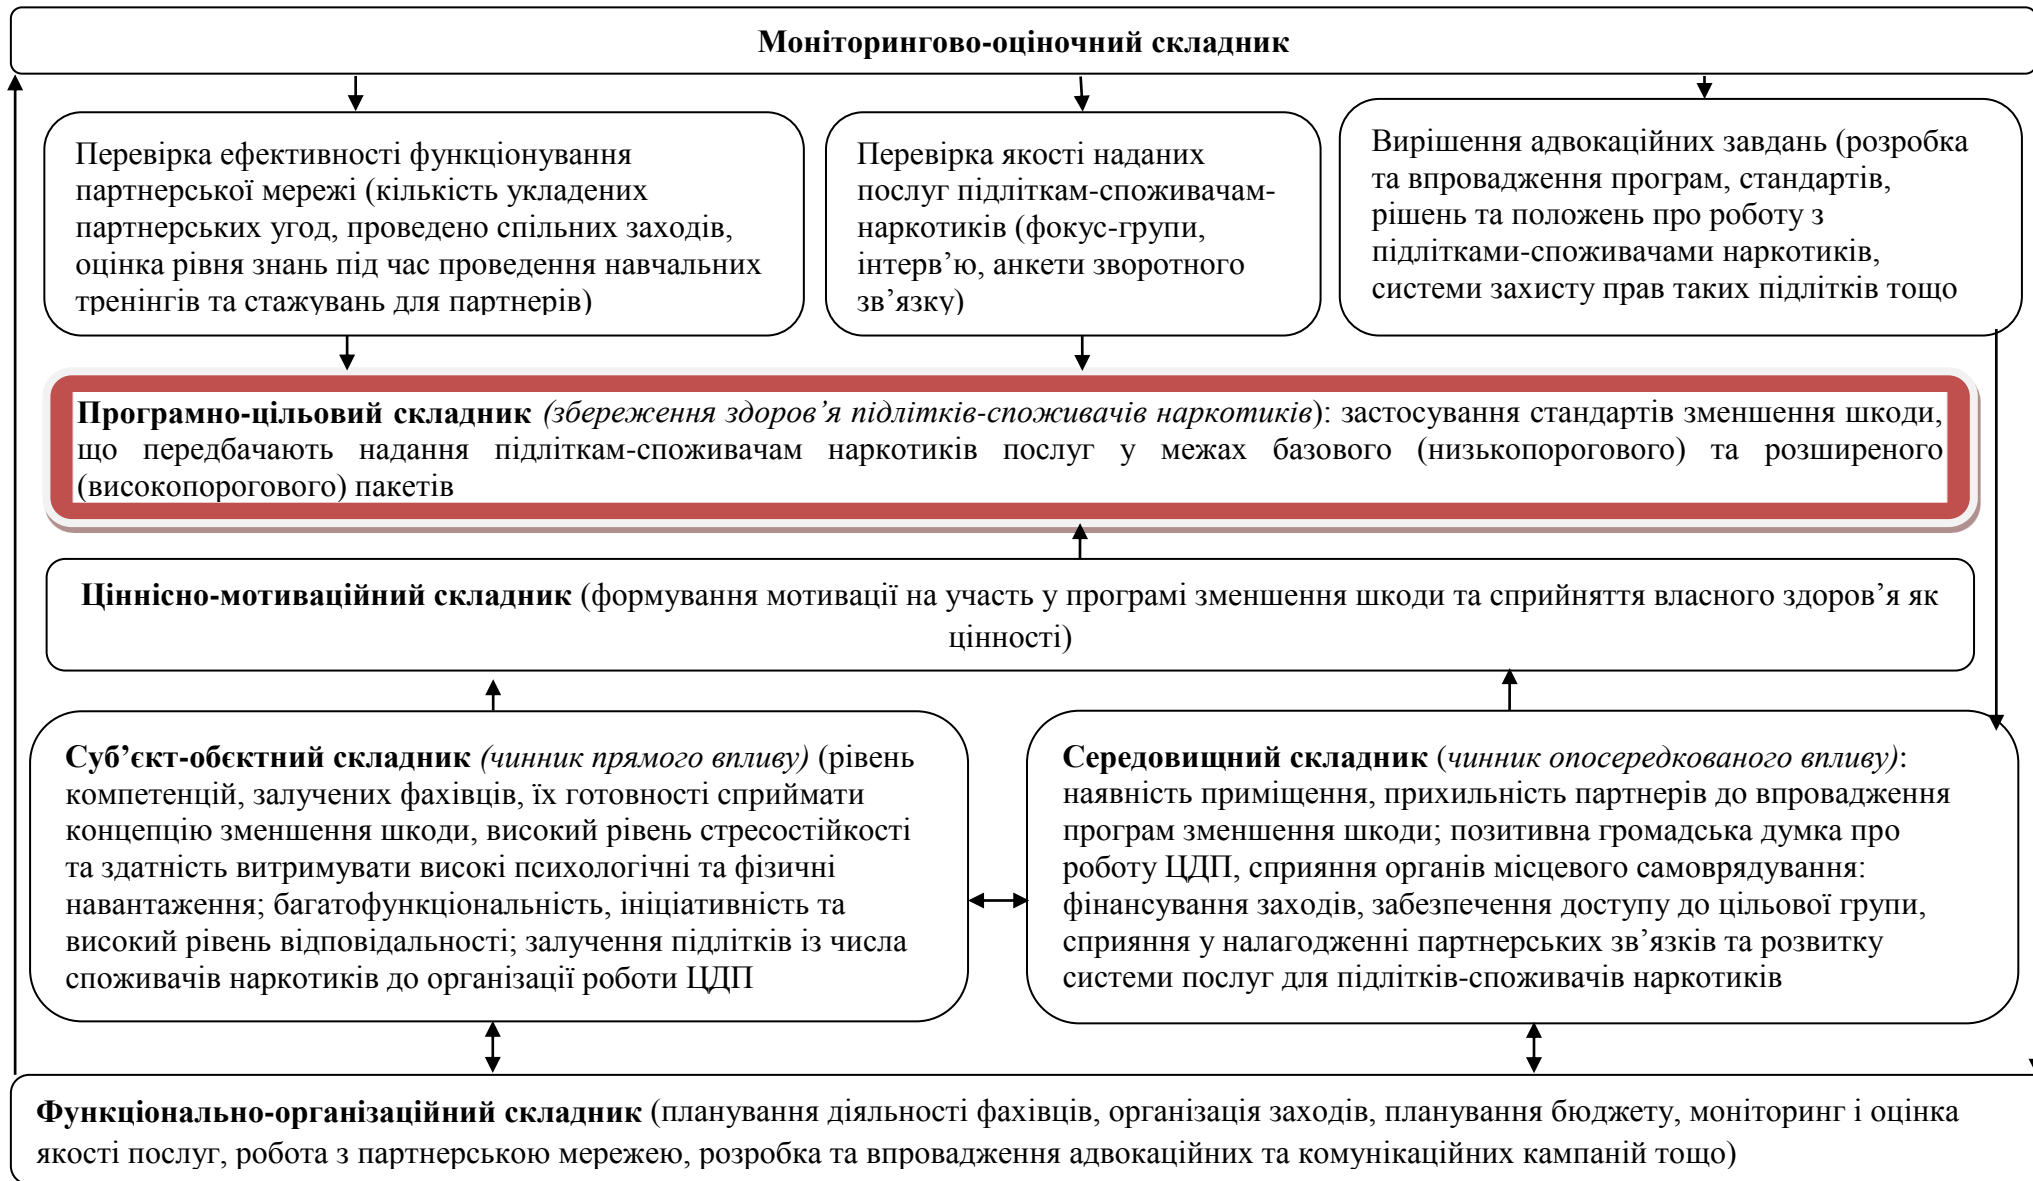 Моніторингово-оціночний складник
Перевірка ефективності функціонування
партнерської мережі (кількість укладених
партнерських угод, проведено спільних заходів,
оцінка рівня знань під час проведення навчальних
тренінгів та стажувань для партнерів)
Перевірка якості наданих
послуг підліткам-споживачам-
наркотиків (фокус-групи,
інтерв’ю, анкети зворотного
зв’язку)
Вирішення адвокаційних завдань (розробка
та впровадження програм, стандартів,
рішень та положень про роботу з
підлітками-споживачами наркотиків,
системи захисту прав таких підлітків тощо
Програмно-цільовий складник (збереження здоров’я підлітків-споживачів наркотиків): застосування стандартів зменшення шкоди,
що передбачають надання підліткам-споживачам наркотиків послуг у межах базового (низькопорогового) та розширеного
(високопорогового) пакетів
Ціннісно-мотиваційний складник (формування мотивації на участь у програмі зменшення шкоди та сприйняття власного здоров’я як
цінності)
Суб’єкт-обєктний складник (чинник прямого впливу) (рівень
компетенцій, залучених фахівців, їх готовності сприймати
концепцію зменшення шкоди, високий рівень стресостійкості
та здатність витримувати високі психологічні та фізичні
навантаження; багатофункціональність, ініціативність та
високий рівень відповідальності; залучення підлітків із числа
споживачів наркотиків до організації роботи ЦДП
Середовищний складник (чинник опосередкованого впливу):
наявність приміщення, прихильність партнерів до впровадження
програм зменшення шкоди; позитивна громадська думка про
роботу ЦДП, сприяння органів місцевого самоврядування:
фінансування заходів, забезпечення доступу до цільової групи,
сприяння у налагодженні партнерських зв’язків та розвитку
системи послуг для підлітків-споживачів наркотиків
Функціонально-організаційний складник (планування діяльності фахівців, організація заходів, планування бюджету, моніторинг і оцінка
якості послуг, робота з партнерською мережею, розробка та впровадження адвокаційних та комунікаційних кампаній тощо)